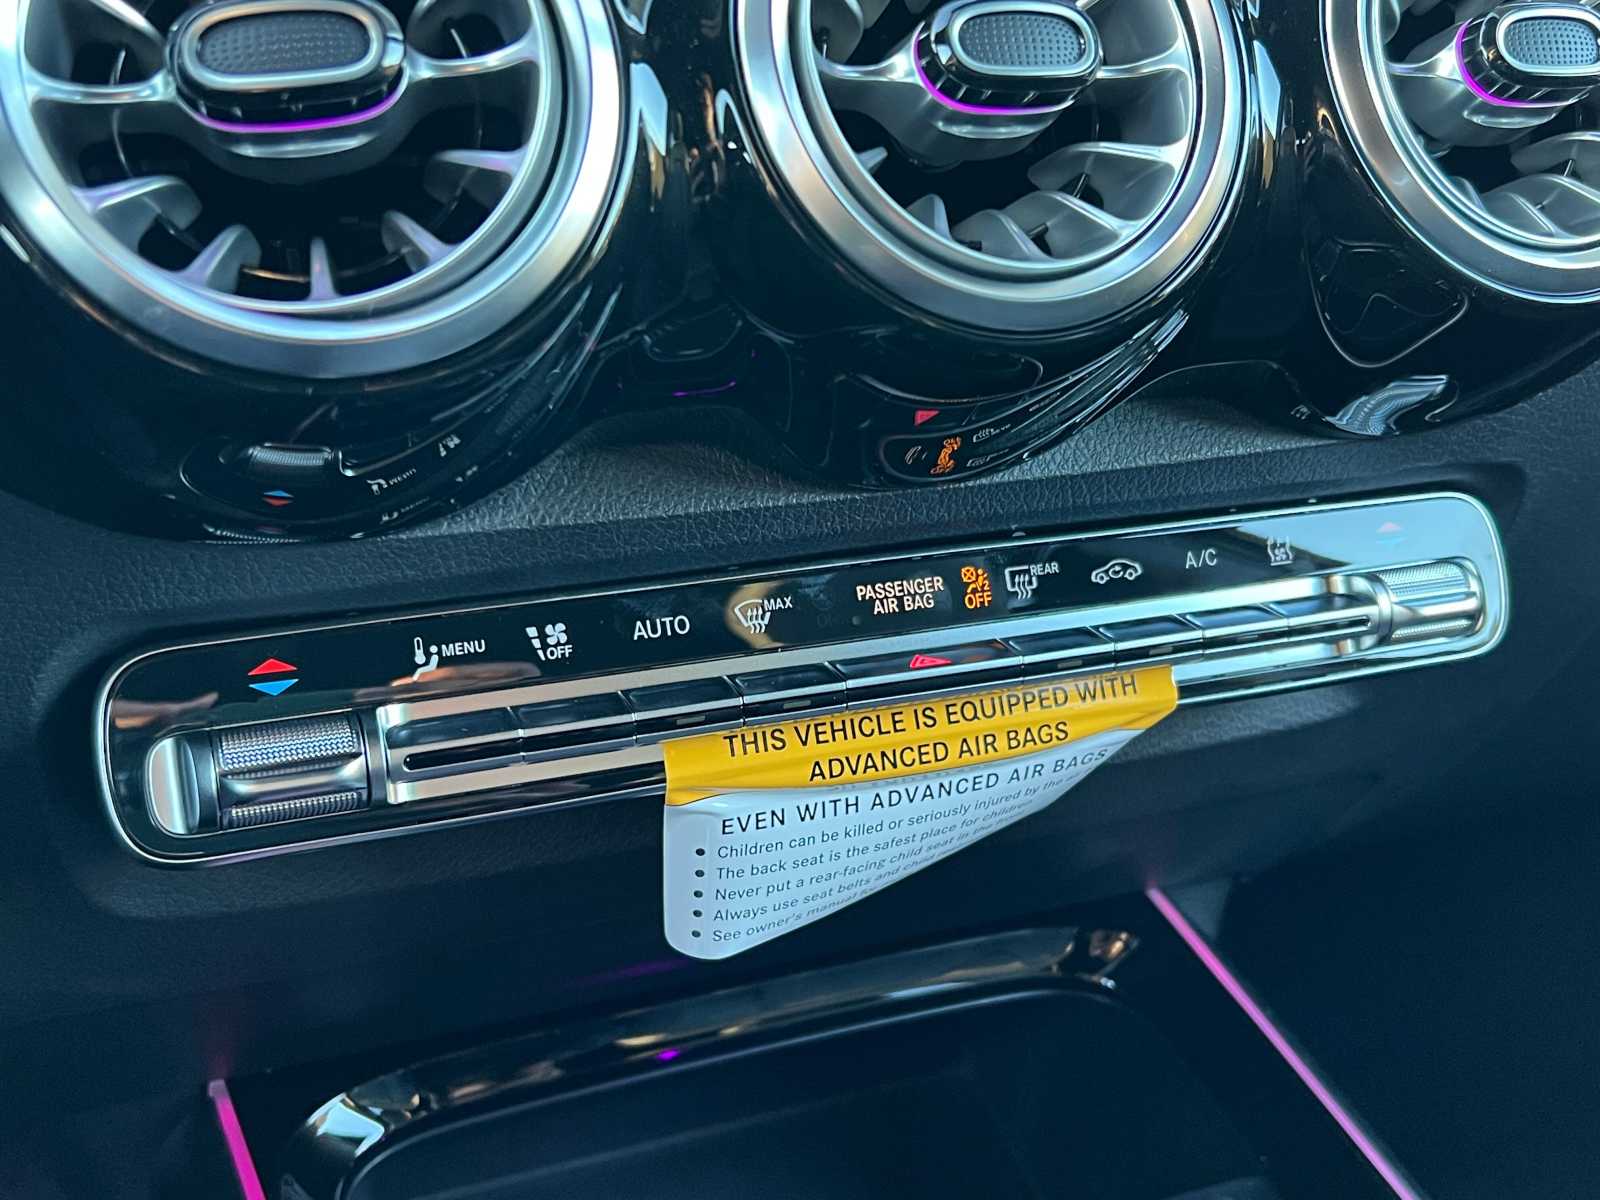 MENU
OFF
AUTO
MAX
PASSENGER
AIR BAG
2
OFF
REAR
A/C
THIS VEHICLE IS EQUIPPED WITH
ADVANCED AIR BAGS
EVEN WITH ADVANCED AIR BAGS
Children can be killed or seriously injured by the
The back seat is the safest place for children
Never put a rear-facing child seat in the
Always use seat belts and child
See owner's manual